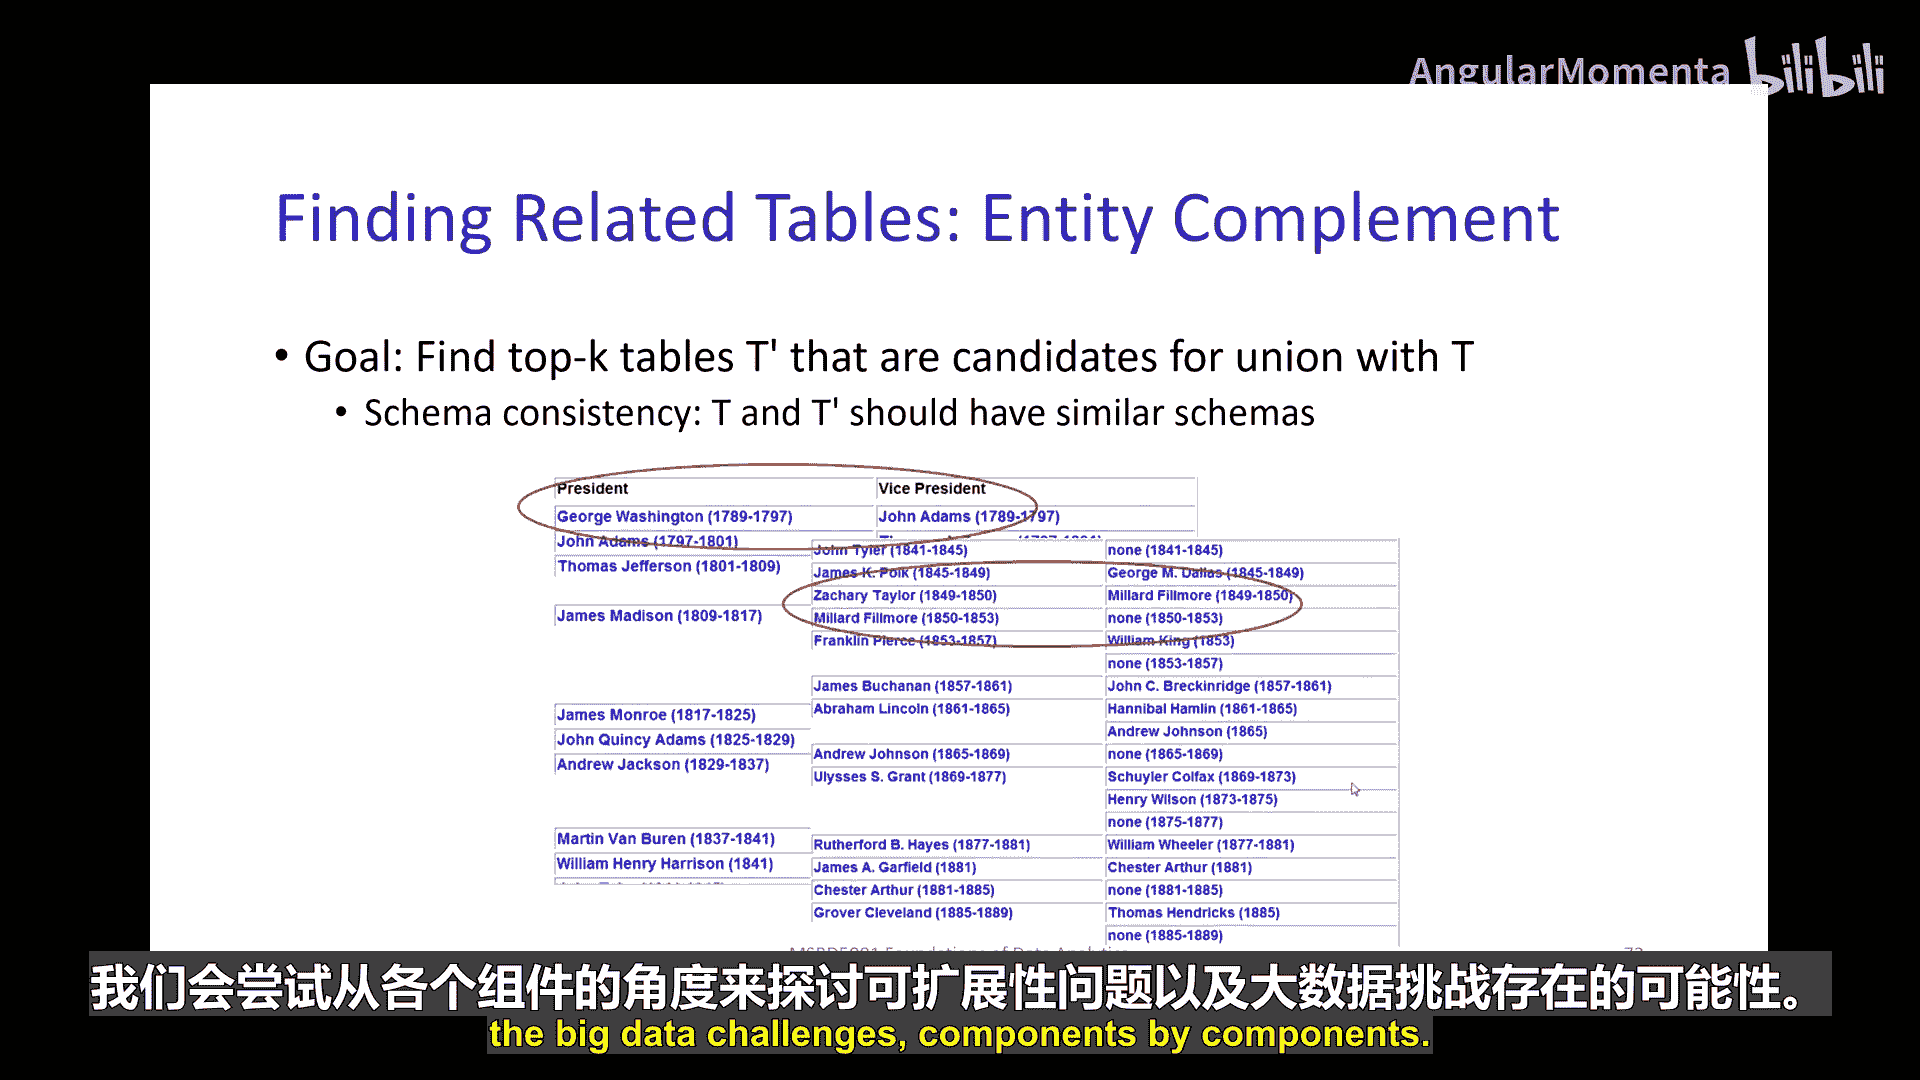 AngularMomenta bilibili
Finding Related Tables: Entity Complement
• Goal: Find top-k tables T' that are candidates for union with T
• Schema consistency: T and T' should have similar schemas
President Vice President
George Washington (1789-1797) John Adams (1789-1797)
John Adams (1797-1801)
Thomas Jefferson (1801-1809)
James Madison (1809-1817)
James Monroe (1817-1825)
John Quincy Adams (1825-1829)
Andrew Jackson (1829-1837)
Martin Van Buren (1837-1841)
William Henry Harrison (1841)
John Tyler (1841-1845) none (1841-1845)
James K. Polk (1845-1849) George M. Dallas (1845-1849)
Zachary Taylor (1849-1850) Millard Fillmore (1849-1850)
Millard Fillmore (1850-1853) none (1850-1853)
Franklin Pierce (1853-1857) William King (1853)
none (1853-1857)
James Buchanan (1857-1861) John C. Breckinridge (1857-1861)
Abraham Lincoln (1861-1865) Hannibal Hamlin (1861-1865)
Andrew Johnson (1865)
Andrew Johnson (1865-1869) none (1865-1869)
Ulysses S. Grant (1869-1877) Schuyler Colfax (1869-1873)
Henry Wilson (1873-1875)
none (1875-1877)
Rutherford B. Hayes (1877-1881) William Wheeler (1877-1881)
James A. Garfield (1881) Chester Arthur (1881)
Chester Arthur (1881-1885) none (1881-1885)
Grover Cleveland (1885-1889) Thomas Hendricks (1885)
none (1885-1889)
我们会尝试从各个组件的角度来探讨可扩展性问题以及大数据挑战存在的可能性。
the big data challenges, components by components.